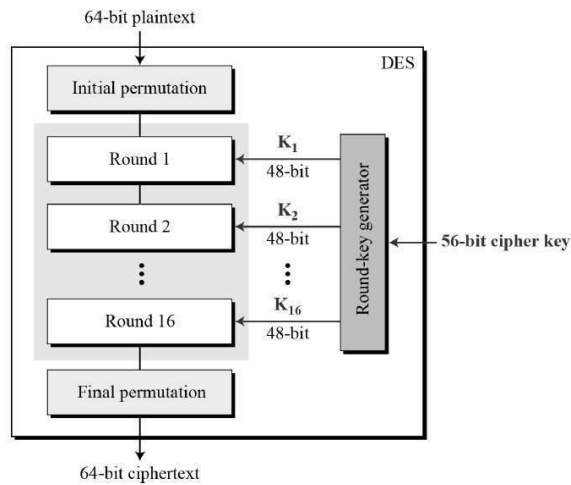 64-bit plaintext
DES
Initial permutation
Round 1
K1
48-bit
Round 2
K2
48-bit
Round-key generator
56-bit cipher key
Round 16
K16
48-bit
Final permutation
64-bit ciphertext